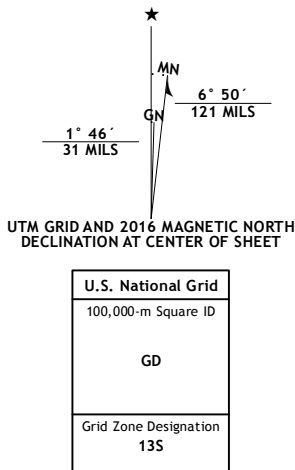 ★
MN
GN
6° 50´
121 MILS
1° 46´
31 MILS
UTM GRID AND 2016 MAGNETIC NORTH
DECLINATION AT CENTER OF SHEET
U.S. National Grid
100,000-m Square ID
GD
Grid Zone Designation
13S